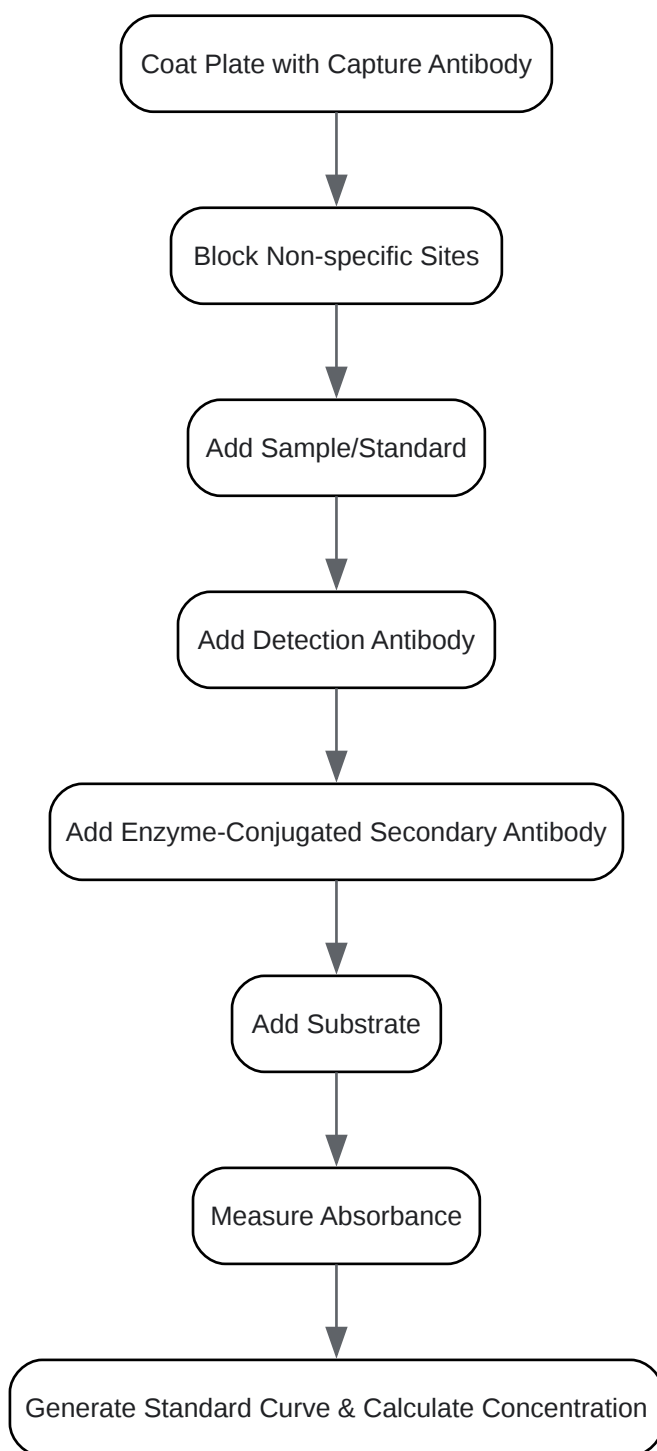 Coat Plate with Capture Antibody
Block Non-specific Sites
Add Sample/Standard
Add Detection Antibody
Add Enzyme-Conjugated Secondary Antibody
Add Substrate
Measure Absorbance
Generate Standard Curve & Calculate Concentration